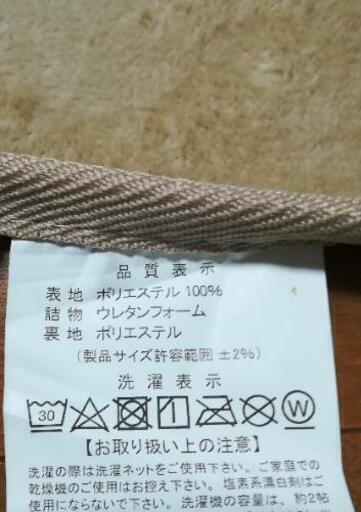 品質表示
表地 ポリエステル 100%
詰物 ウレタンフォーム
裏地 ポリエステル
(製品サイズ許容範囲 ±2%)
洗濯表示
30 W
【お取り扱い上の注意】
洗濯の際は洗濯ネットをご使用下さい。ご家庭での
乾燥機のご使用はお控え下さい。塩素系漂白剤はご
使用にならないで下さい。洗濯機の容量は、約2帖